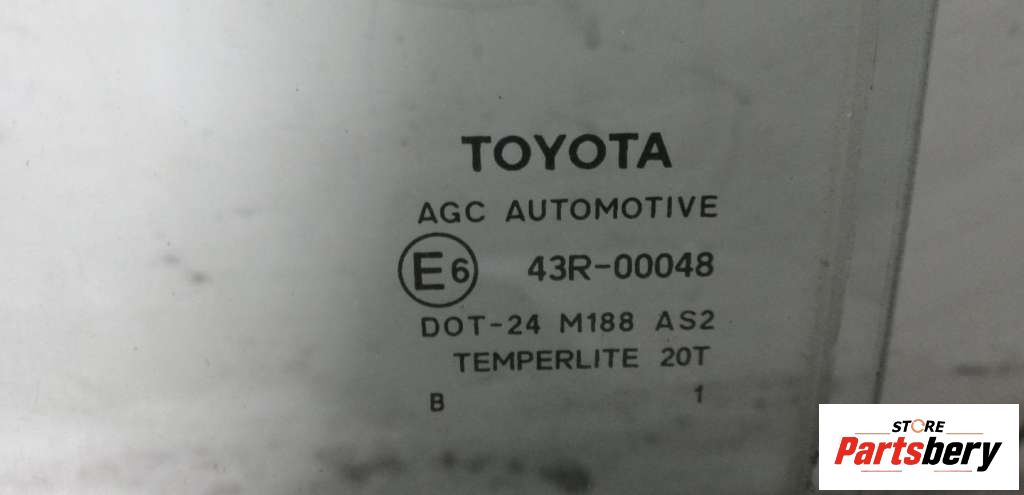 TOYOTA
AGC AUTOMOTIVE
E6 43R-00048
DOT-24 M188 AS2
TEMPERLITE 20T
B 1
STORE
Partsbery